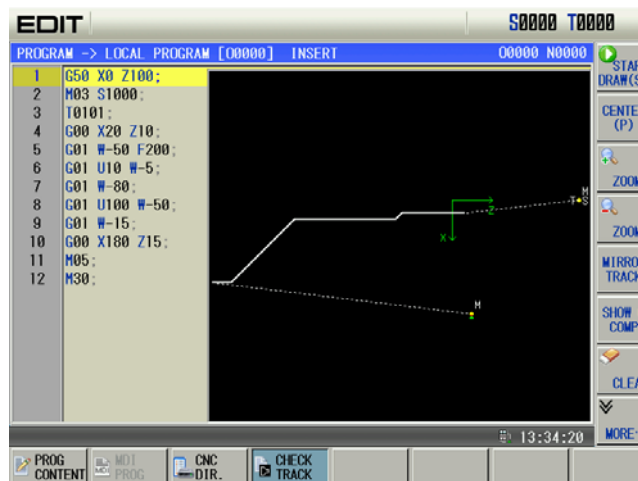 EDIT S0000 T0000
PROGRAM -> LOCAL PROGRAM [O0000] INSERT O0000 N0000
1 G50 X0 Z100;
2 M03 S1000;
3 T0101;
4 G00 X20 Z10;
5 G01 W-50 F200;
6 G01 U10 W-5;
7 G01 W-80;
8 G01 U100 W-50;
9 G01 W-15;
10 G00 X180 Z15;
11 M05;
12 M30;
M
T S
Z
X
M
STAR
DRAW(S
CENTE
(P)
ZOOM
ZOOM
MIRRO
TRACK
SHOW
COMP
CLEA
MORE
13:34:20
PROG
CONTENT
MDI
PROG
CNC
DIR.
CHECK
TRACK